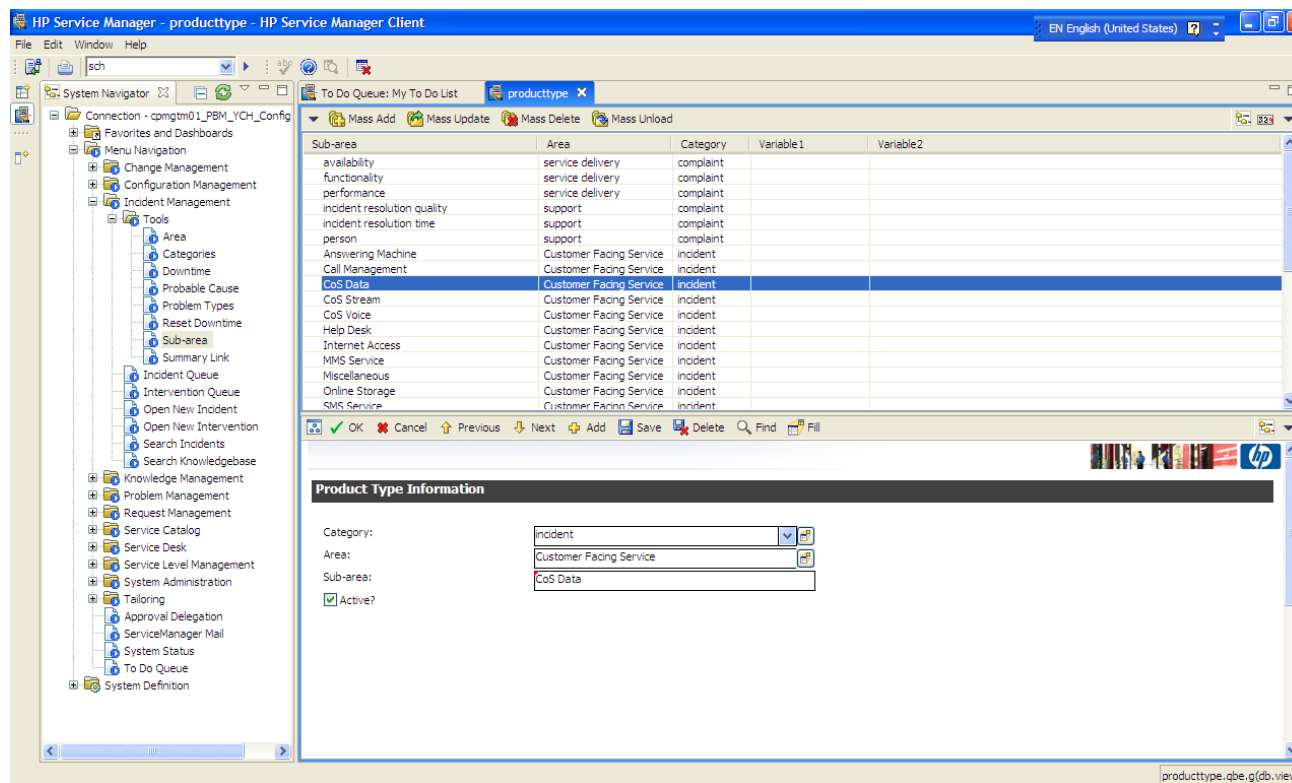 HP Service Manager - producttype - HP Service Manager Client
EN English (United States)
File Edit Window Help
sch
System Navigator
To Do Queue: My To Do List
producttype
Connection - cpmgtm01_PBM_YCH_Config
Favorites and Dashboards
Menu Navigation
Change Management
Configuration Management
Incident Management
Tools
Area
Categories
Downtime
Probable Cause
Problem Types
Reset Downtime
Sub-area
Summary Link
Incident Queue
Intervention Queue
Open New Incident
Open New Intervention
Search Incidents
Search Knowledgebase
Knowledge Management
Problem Management
Request Management
Service Catalog
Service Desk
Service Level Management
System Administration
Tailoring
Approval Delegation
ServiceManager Mail
System Status
To Do Queue
System Definition
Mass Add Mass Update Mass Delete Mass Unload
Sub-area Area Category Variable1 Variable2
availability service delivery complaint
functionality service delivery complaint
performance service delivery complaint
incident resolution quality support complaint
incident resolution time support complaint
person support complaint
Answering Machine Customer Facing Service incident
Call Management Customer Facing Service incident
CoS Data Customer Facing Service incident
CoS Stream Customer Facing Service incident
CoS Voice Customer Facing Service incident
Help Desk Customer Facing Service incident
Internet Access Customer Facing Service incident
MMS Service Customer Facing Service incident
Miscellaneous Customer Facing Service incident
Online Storage Customer Facing Service incident
SMS Service Customer Facing Service incident
OK Cancel Previous Next Add Save Delete Find Fill
hp
Product Type Information
Category: incident
Area: Customer Facing Service
Sub-area: CoS Data
Active?
producttype.qbe.g(db.view